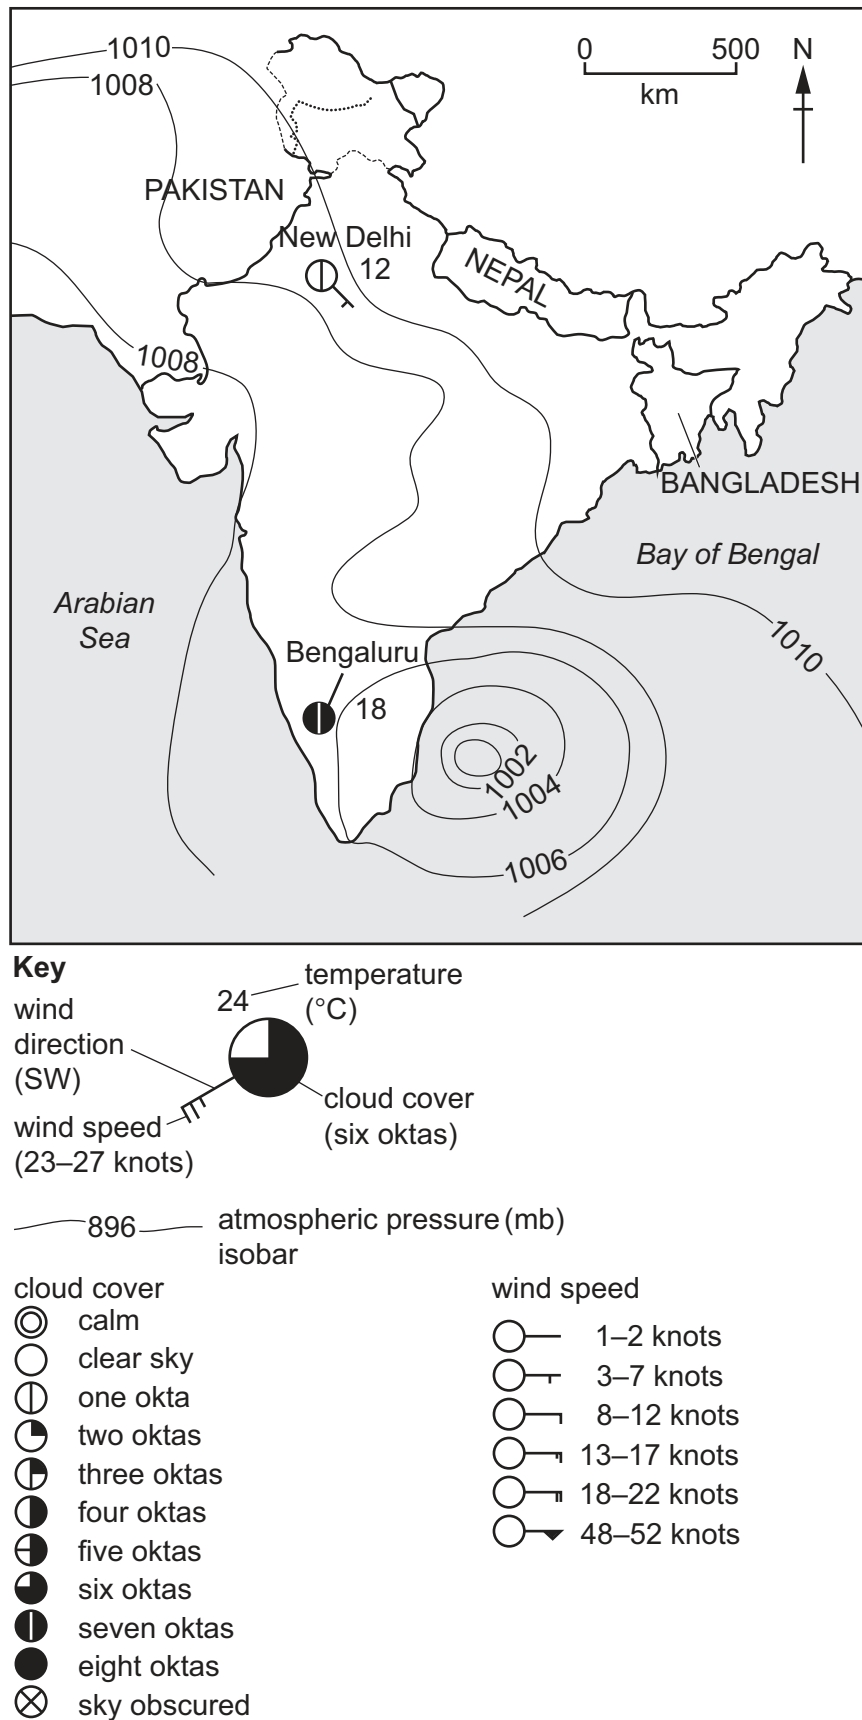 1010
1008
0 500
km
N
PAKISTAN
New Delhi
12
NEPAL
1008
BANGLADESH
Bay of Bengal
Arabian
Sea
1010
Bengaluru
18
1002
1004
1006
Key
24
temperature
(°C)
wind
direction
(SW)
cloud cover
(six oktas)
wind speed
(23–27 knots)
896
atmospheric pressure (mb)
isobar
cloud cover
calm
clear sky
one okta
two oktas
three oktas
four oktas
five oktas
six oktas
seven oktas
eight oktas
sky obscured
wind speed
1–2 knots
3–7 knots
8–12 knots
13–17 knots
18–22 knots
48–52 knots